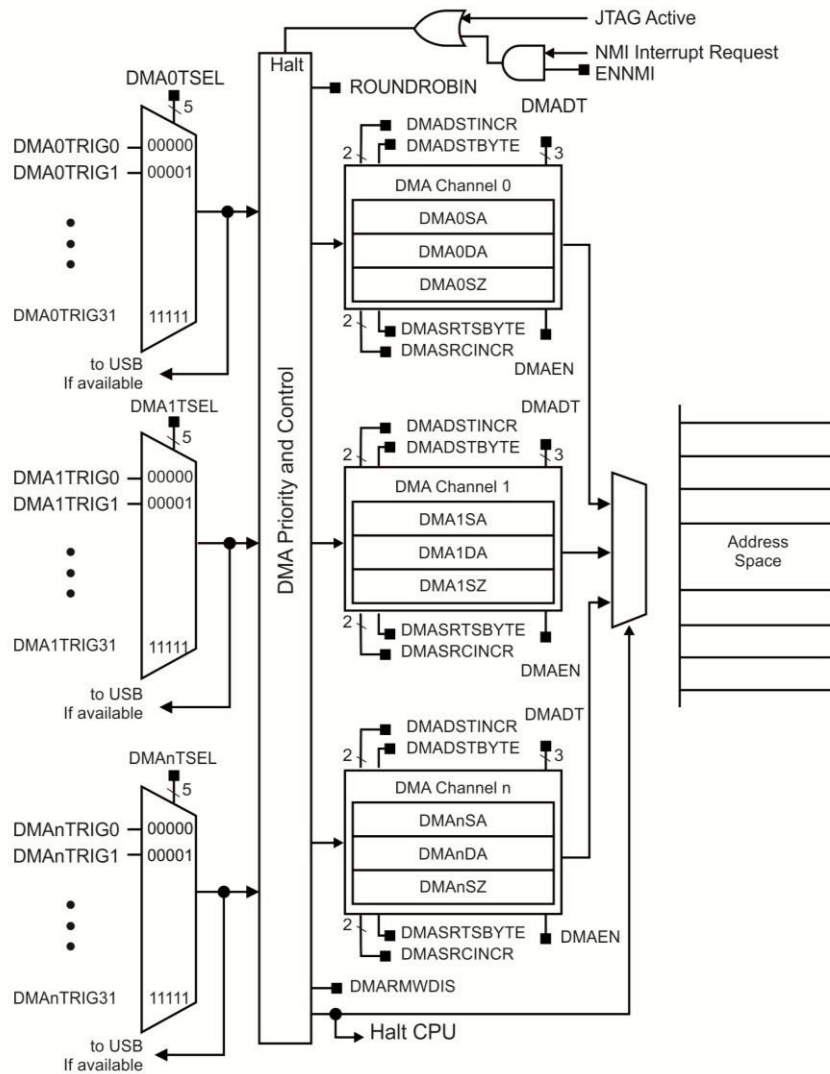 JTAG Active
NMI Interrupt Request
ENNMI
Halt
ROUNDROBIN
DMA Priority and Control
DMA0TSEL
5
DMA0TRIG0
00000
DMA0TRIG1
00001
DMA0TRIG31
11111
to USB
If available
DMADSTINCR
DMADSTBYTE
2
DMADT
3
DMA Channel 0
DMA0SA
DMA0DA
DMA0SZ
2
DMASRTSBYTE
DMASRCINCR
DMAEN
DMA1TSEL
5
DMA1TRIG0
00000
DMA1TRIG1
00001
DMA1TRIG31
11111
to USB
If available
DMADSTINCR
DMADSTBYTE
2
DMADT
3
DMA Channel 1
DMA1SA
DMA1DA
DMA1SZ
2
DMASRTSBYTE
DMASRCINCR
DMAEN
Address
Space
DMAnTSEL
5
DMAnTRIG0
00000
DMAnTRIG1
00001
DMAnTRIG31
11111
to USB
If available
DMADSTINCR
DMADSTBYTE
2
DMADT
3
DMA Channel n
DMAnSA
DMAnDA
DMAnSZ
2
DMASRTSBYTE
DMASRCINCR
DMAEN
DMARMWDIS
Halt CPU